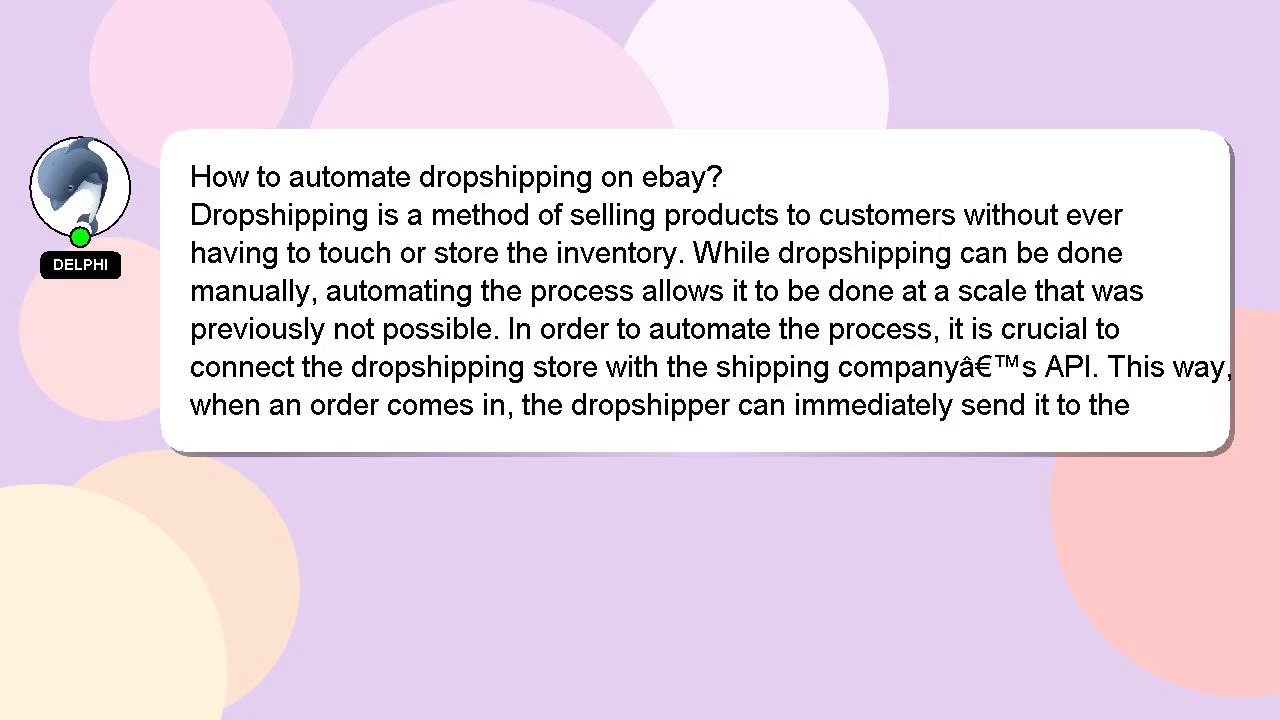 How to automate dropshipping on ebay?
Dropshipping is a method of selling products to customers without ever
having to touch or store the inventory. While dropshipping can be done
manually, automating the process allows it to be done at a scale that was
previously not possible. In order to automate the process, it is crucial to
connect the dropshipping store with the shipping companyâ€™s API. This way,
when an order comes in, the dropshipper can immediately send it to the
DELPHI